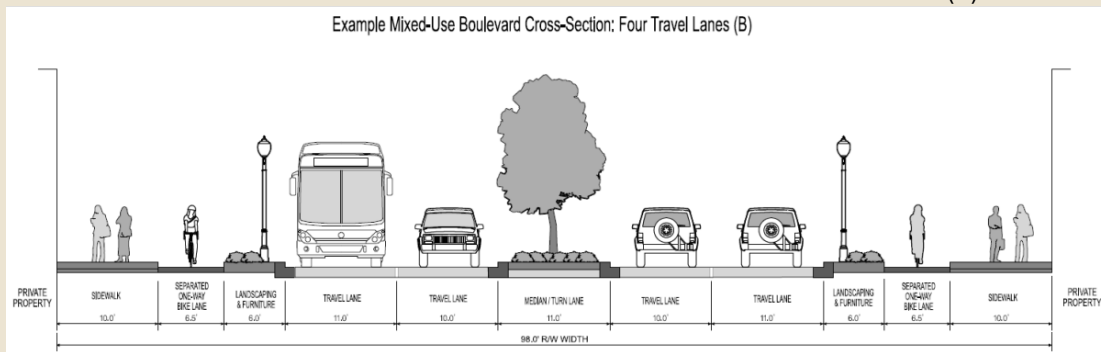 Example Mixed-Use Boulevard Cross-Section: Four Travel Lanes (B)
PRIVATE
PROPERTY
SIDEWALK
10.0'
SEPARATED
ONE-WAY
BIKE LANE
6.5'
LANDSCAPING
& FURNITURE
6.0'
TRAVEL LANE
11.0'
TRAVEL LANE
10.0'
MEDIAN / TURN LANE
11.0'
TRAVEL LANE
10.0'
TRAVEL LANE
11.0'
LANDSCAPING
& FURNITURE
6.0'
SEPARATED
ONE-WAY
BIKE LANE
6.5'
SIDEWALK
10.0'
PRIVATE
PROPERTY
98.0' R/W WIDTH